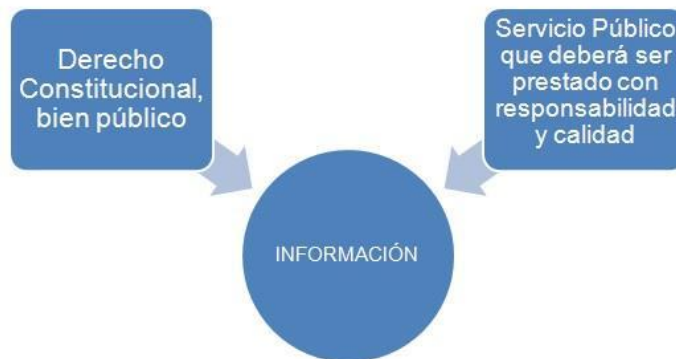 Derecho
Constitucional,
bien público
Servicio Público
que deberá ser
prestado con
responsabilidad
y calidad
INFORMACIÓN